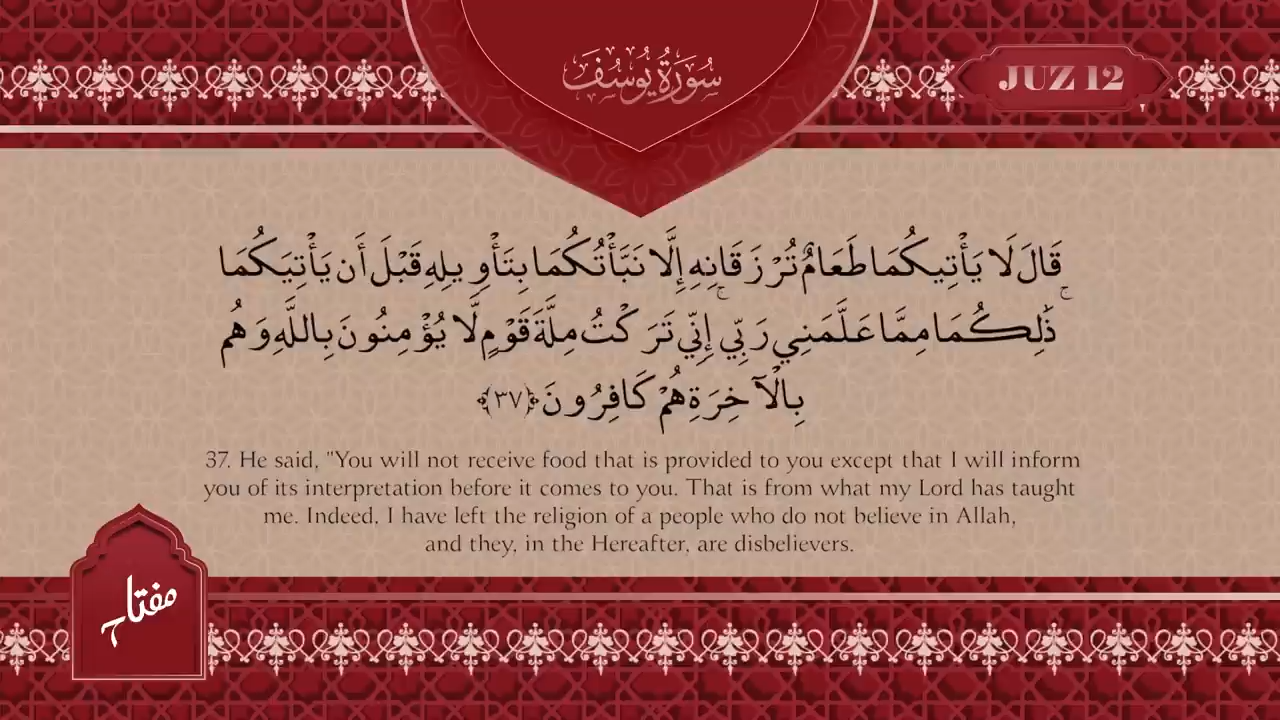 سُورَةُ يُوسُفَ
JUZ 12
قَالَ لَا يَأْتِيكُمَا طَعَامٌ تُرْزَقَانِهِ إِلَّا نَبَّأْتُكُمَا بِتَأْوِيلِهِ قَبْلَ أَن يَأْتِيَكُمَا ۚ
ذَٰلِكُمَا مِمَّا عَلَّمَنِي رَبِّي ۚ إِنِّي تَرَكْتُ مِلَّةَ قَوْمٍ لَّا يُؤْمِنُونَ بِاللَّهِ وَهُم
بِالْآخِرَةِ هُمْ كَافِرُونَ ﴿٣٧﴾
37. He said, "You will not receive food that is provided to you except that I will inform
you of its interpretation before it comes to you. That is from what my Lord has taught
me. Indeed, I have left the religion of a people who do not believe in Allah,
and they, in the Hereafter, are disbelievers.
مفتاح